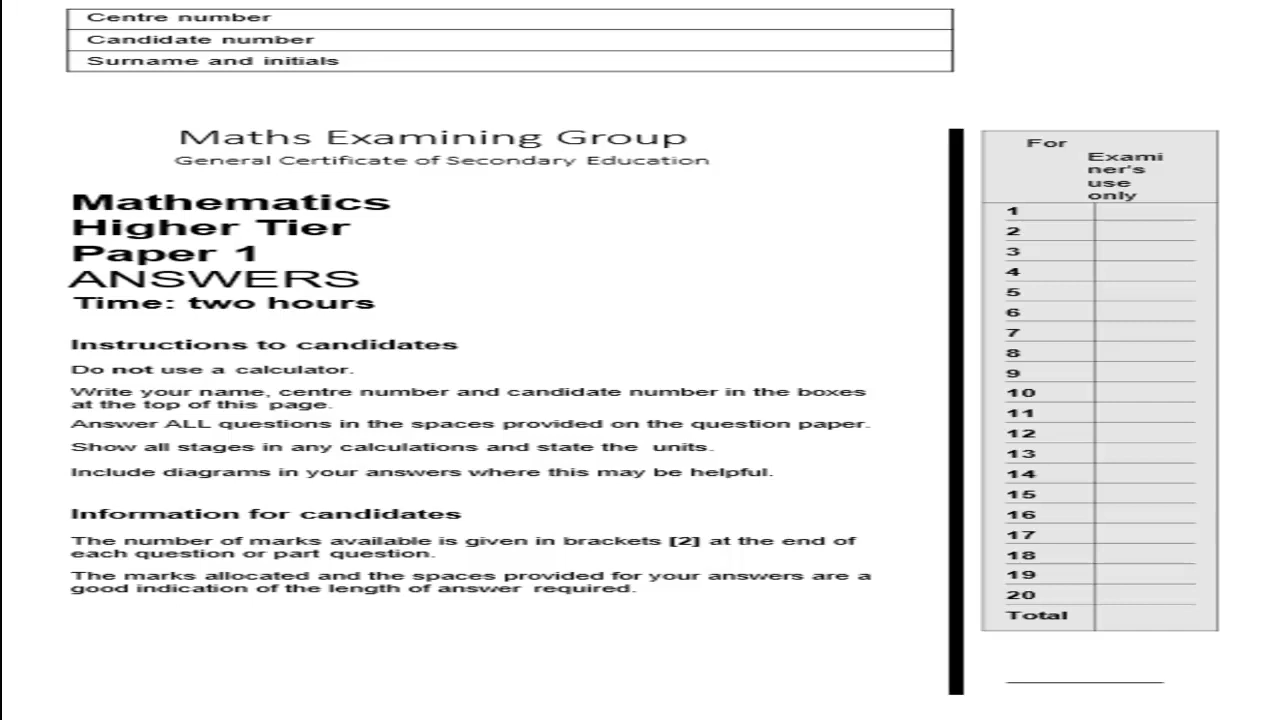 Centre number
Candidate number
Surname and initials
Maths Examining Group
General Certificate of Secondary Education
Mathematics
Higher Tier
Paper 1
ANSWERS
Time: two hours
Instructions to candidates
Do not use a calculator.
Write your name, centre number and candidate number in the boxes
at the top of this page.
Answer ALL questions in the spaces provided on the question paper.
Show all stages in any calculations and state the units.
Include diagrams in your answers where this may be helpful.
Information for candidates
The number of marks available is given in brackets [2] at the end of
each question or part question.
The marks allocated and the spaces provided for your answers are a
good indication of the length of answer required.
For
Exami
ner's
use
only
1
2
3
4
5
6
7
8
9
10
11
12
13
14
15
16
17
18
19
20
Total